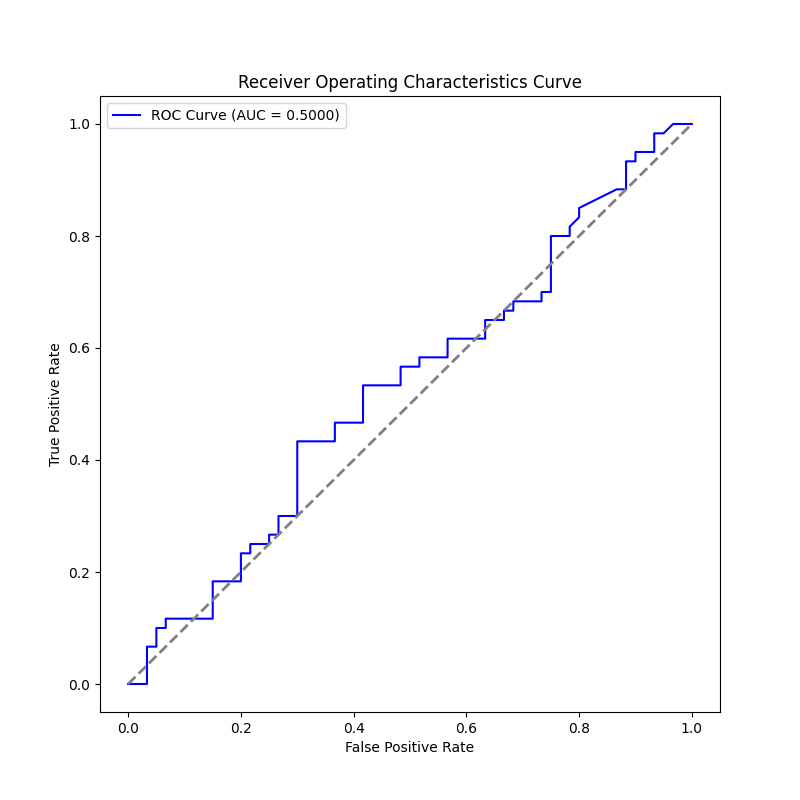 Receiver Operating Characteristics Curve
ROC Curve (AUC = 0.5000)
1.0
0.8
0.6
0.4
0.2
0.0
True Positive Rate
0.0 0.2 0.4 0.6 0.8 1.0
False Positive Rate